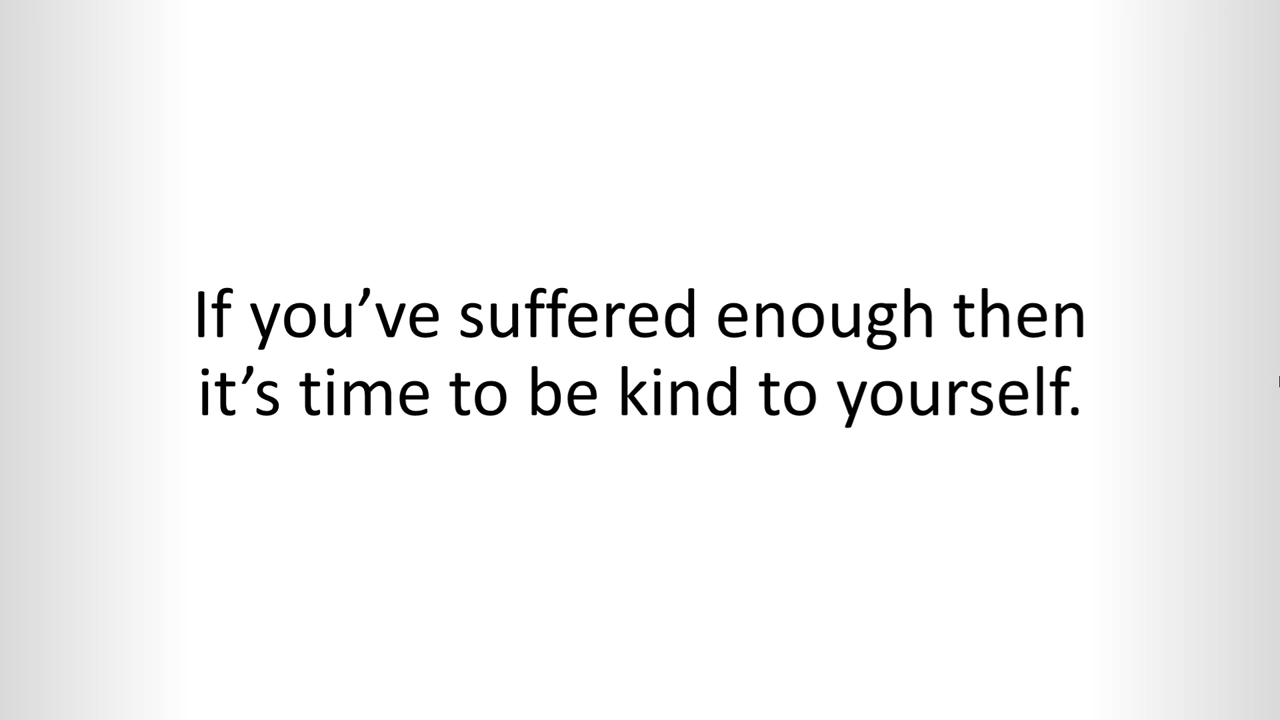 If you’ve suffered enough then
it’s time to be kind to yourself.